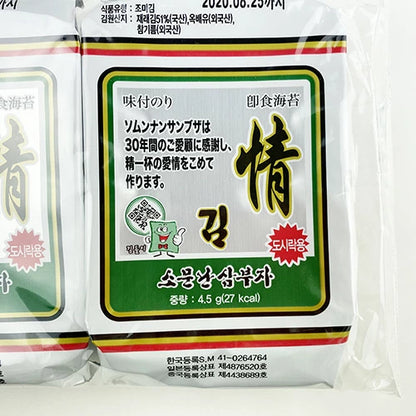 까지
2020.08.25까지
식품유형 : 조미김
김원산지 : 재래김51%(국산), 옥배유(외국산),
참기름(외국산)
味付のり 即食海苔
ソムンナンサンブザは
30年間のご愛顧に感謝し、
精一杯の愛情をこめて
作ります。
情
情
김
도시락용
도시락용
소문난삼부자
중량 : 4.5 g(27 kcal)
한국등록S.M 41-0264764
일본등록상표 제4876520호
중국등록상표 제4438689호